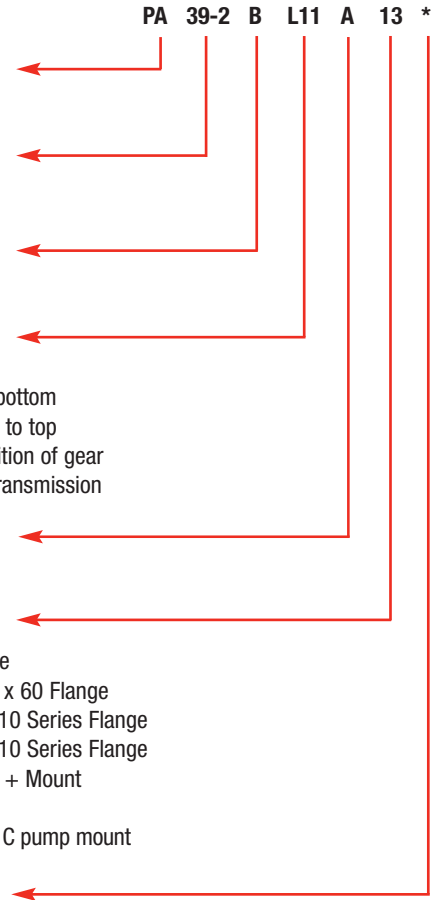 PA 39-2 B L11 A 13 *
bottom
to top
ition of gear
ransmission
e
x 60 Flange
10 Series Flange
10 Series Flange
+ Mount
C pump mount